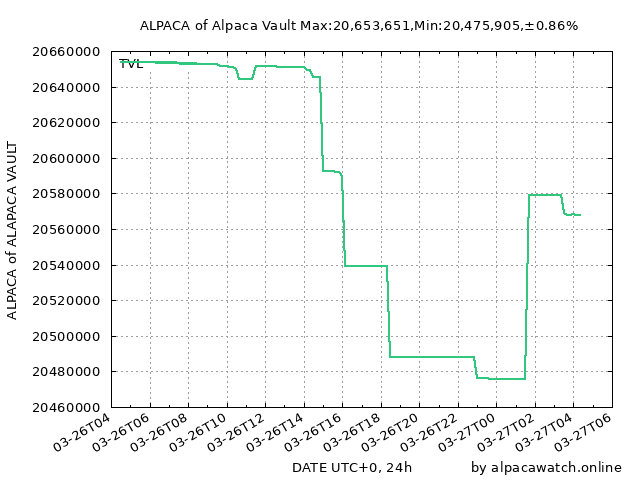 ALPACA of Alpaca Vault Max:20,653,651,Min:20,475,905,±0.86%
20660000
TVL
20640000
20620000
20600000
20580000
20560000
20540000
20520000
20500000
20480000
20460000
ALPACA of ALAPACA VAULT
03-26T04
03-26T06
03-26T08
03-26T10
03-26T12
03-26T14
03-26T16
03-26T18
03-26T20
03-26T22
03-27T00
03-27T02
03-27T04
03-27T06
DATE UTC+0, 24h
by alpacawatch.online